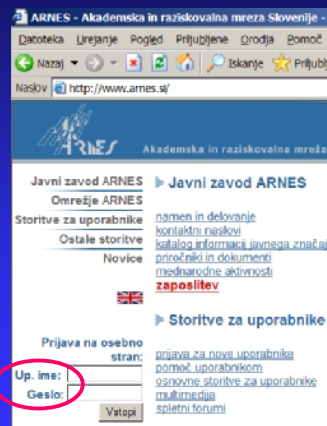 ARNES - Akademska in raziskovalna mreza Slovenije -
Datoteka Urejanje Pogled Priljubljene Orodja Pomoč
Nazaj Iskanje Priljubl
Naslov http://www.arnes.si/
ARNES Akademska in raziskovalna mreža
Javni zavod ARNES
Omrežje ARNES
Storitve za uporabnike
Ostale storitve
Novice
Prijava na osebno
stran:
Up. ime:
Geslo:
Vstopi
Javni zavod ARNES
namen in delovanje
kontaktni naslovi
katalog informacij javnega značaj
priročniki in dokumenti
mednarodne aktivnosti
zaposlitev
Storitve za uporabnike
prijava za nove uporabnike
pomoč uporabnikom
osnovne storitve za uporabnike
multimedija
spletni forumi